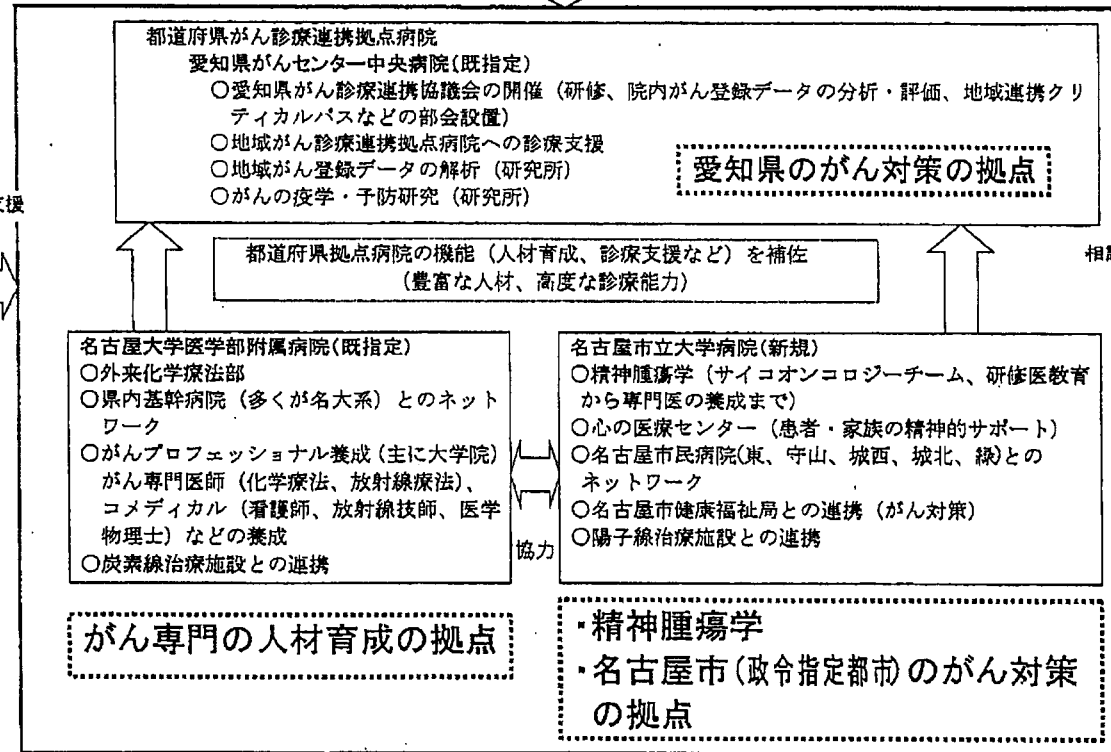 都道府県がん診療連携拠点病院
愛知県がんセンター中央病院(既指定)
○愛知県がん診療連携協議会の開催（研修、院内がん登録データの分析・評価、地域連携クリ
ティカルパスなどの部会設置）
○地域がん診療連携拠点病院への診療支援
○地域がん登録データの解析（研究所）
○がんの疫学・予防研究（研究所）
愛知県のがん対策の拠点
支援
都道府県拠点病院の機能（人材育成、診療支援など）を補佐
（豊富な人材、高度な診療能力）
相談
名古屋大学医学部附属病院(既指定)
○外来化学療法部
○県内基幹病院（多くが名大系）とのネット
ワーク
○がんプロフェッショナル養成(主に大学院)
がん専門医師（化学療法、放射線療法）、
コメディカル（看護師、放射線技師、医学
物理士）などの養成
○炭素線治療施設との連携
協力
名古屋市立大学病院(新規)
○精神腫瘍学（サイコオンコロジーチーム、研修医教育
から専門医の養成まで）
○心の医療センター（患者・家族の精神的サポート）
○名古屋市民病院(東、守山、城西、城北、緑)との
ネットワーク
○名古屋市健康福祉局との連携（がん対策）
○陽子線治療施設との連携
がん専門の人材育成の拠点
・精神腫瘍学
・名古屋市(政令指定都市)のがん対策
の拠点